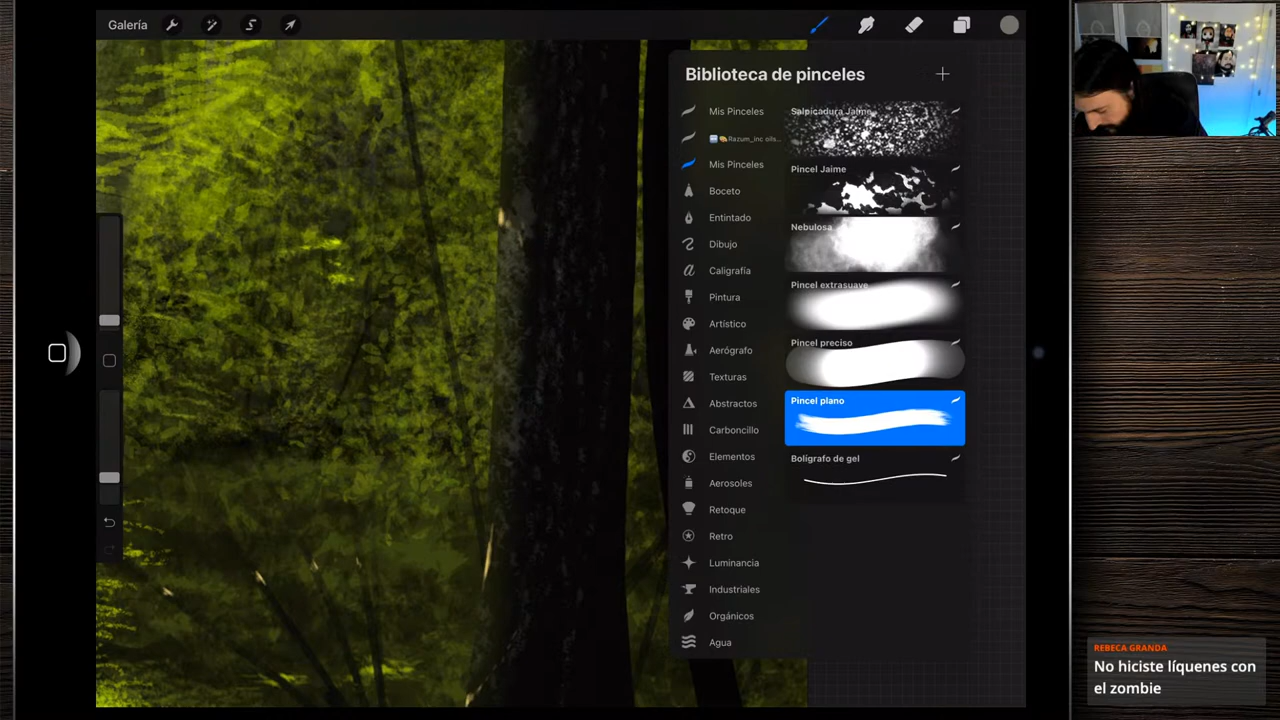 Galería
Biblioteca de pinceles
Mis Pinceles
Razum_inc oils...
Mis Pinceles
Boceto
Entintado
Dibujo
Caligrafía
Pintura
Artístico
Aerógrafo
Texturas
Abstractos
Carboncillo
Elementos
Aerosoles
Retoque
Retro
Luminancia
Industriales
Orgánicos
Agua
Salpicadura Jaime
Pincel Jaime
Nebulosa
Pincel extrasuave
Pincel preciso
Pincel plano
Bolígrafo de gel
REBECA GRANDA
No hiciste líquenes con
el zombie